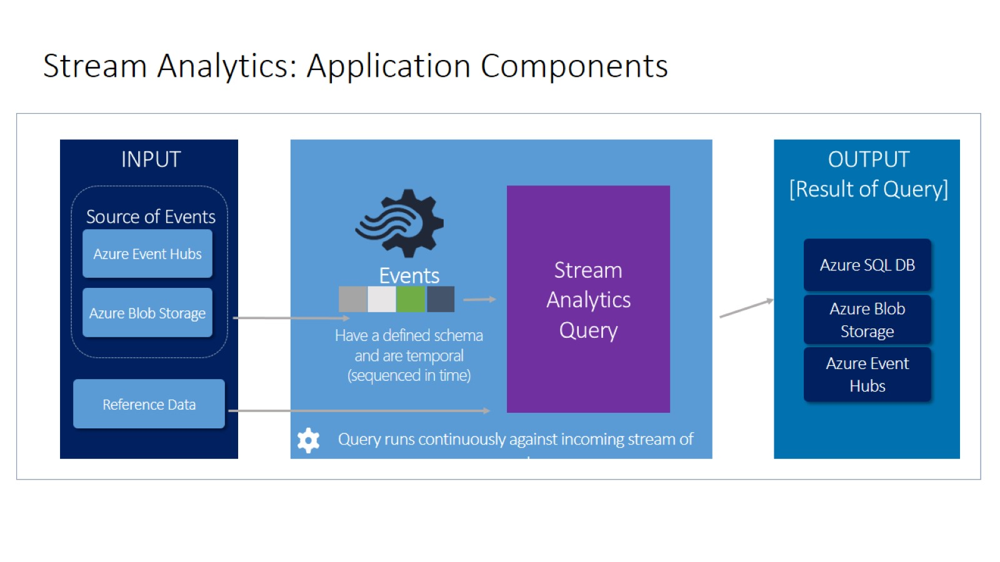 Stream Analytics: Application Components
INPUT
Source of Events
Azure Event Hubs
Azure Blob Storage
Reference Data
Events
Have a defined schema
and are temporal
(sequenced in time)
Stream
Analytics
Query
Query runs continuously against incoming stream of
OUTPUT
[Result of Query]
Azure SQL DB
Azure Blob
Storage
Azure Event
Hubs